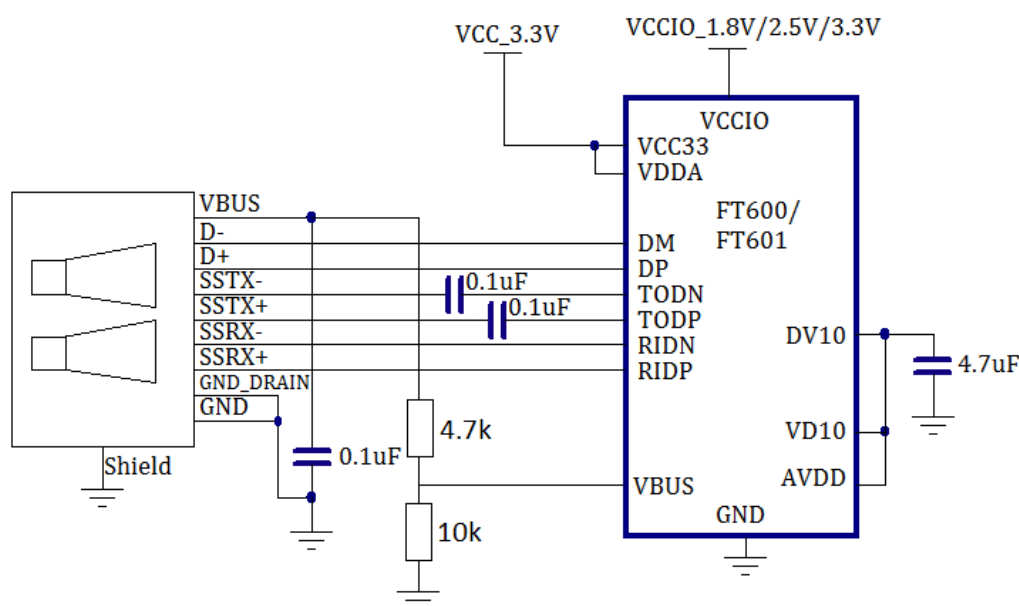 VCC_3.3V
VCCIO_1.8V/2.5V/3.3V
VCCIO
VCC33
VDDA
FT600/
FT601
VBUS
D-
D+
SSTX-
SSTX+
SSRX-
SSRX+
GND_DRAIN
GND
Shield
0.1uF
0.1uF
0.1uF
4.7k
10k
DM
DP
TODN
TODP
RIDN
RIDP
VBUS
GND
DV10
VD10
AVDD
4.7uF